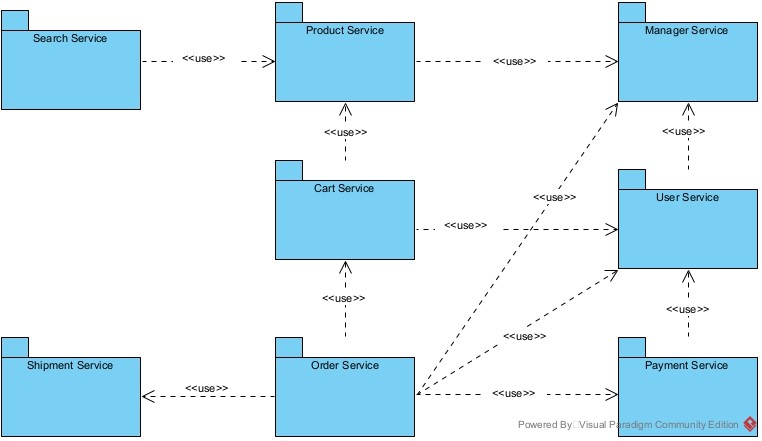 Search Service
Product Service
Manager Service
<<use>>
<<use>>
<<use>>
<<use>>
Cart Service
User Service
<<use>>
<<use>>
<<use>>
<<use>>
<<use>>
Shipment Service
Order Service
Payment Service
<<use>>
<<use>>
Powered By Visual Paradigm Community Edition